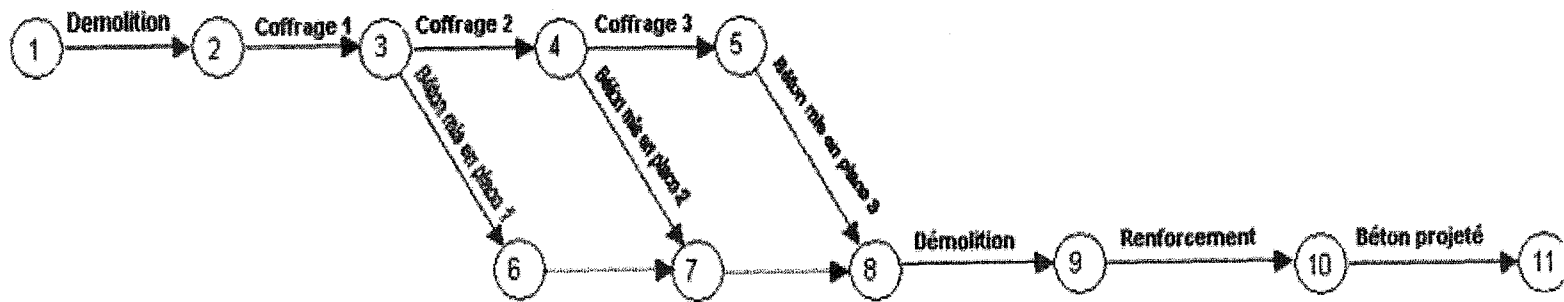 Demolition
Coffrage 1
Coffrage 2
Coffrage 3
1
2
3
4
5
Béton mis en place 1
Béton mis en place 2
Béton mis en place 3
6
7
8
Démolition
9
Renforcement
10
Béton projeté
11